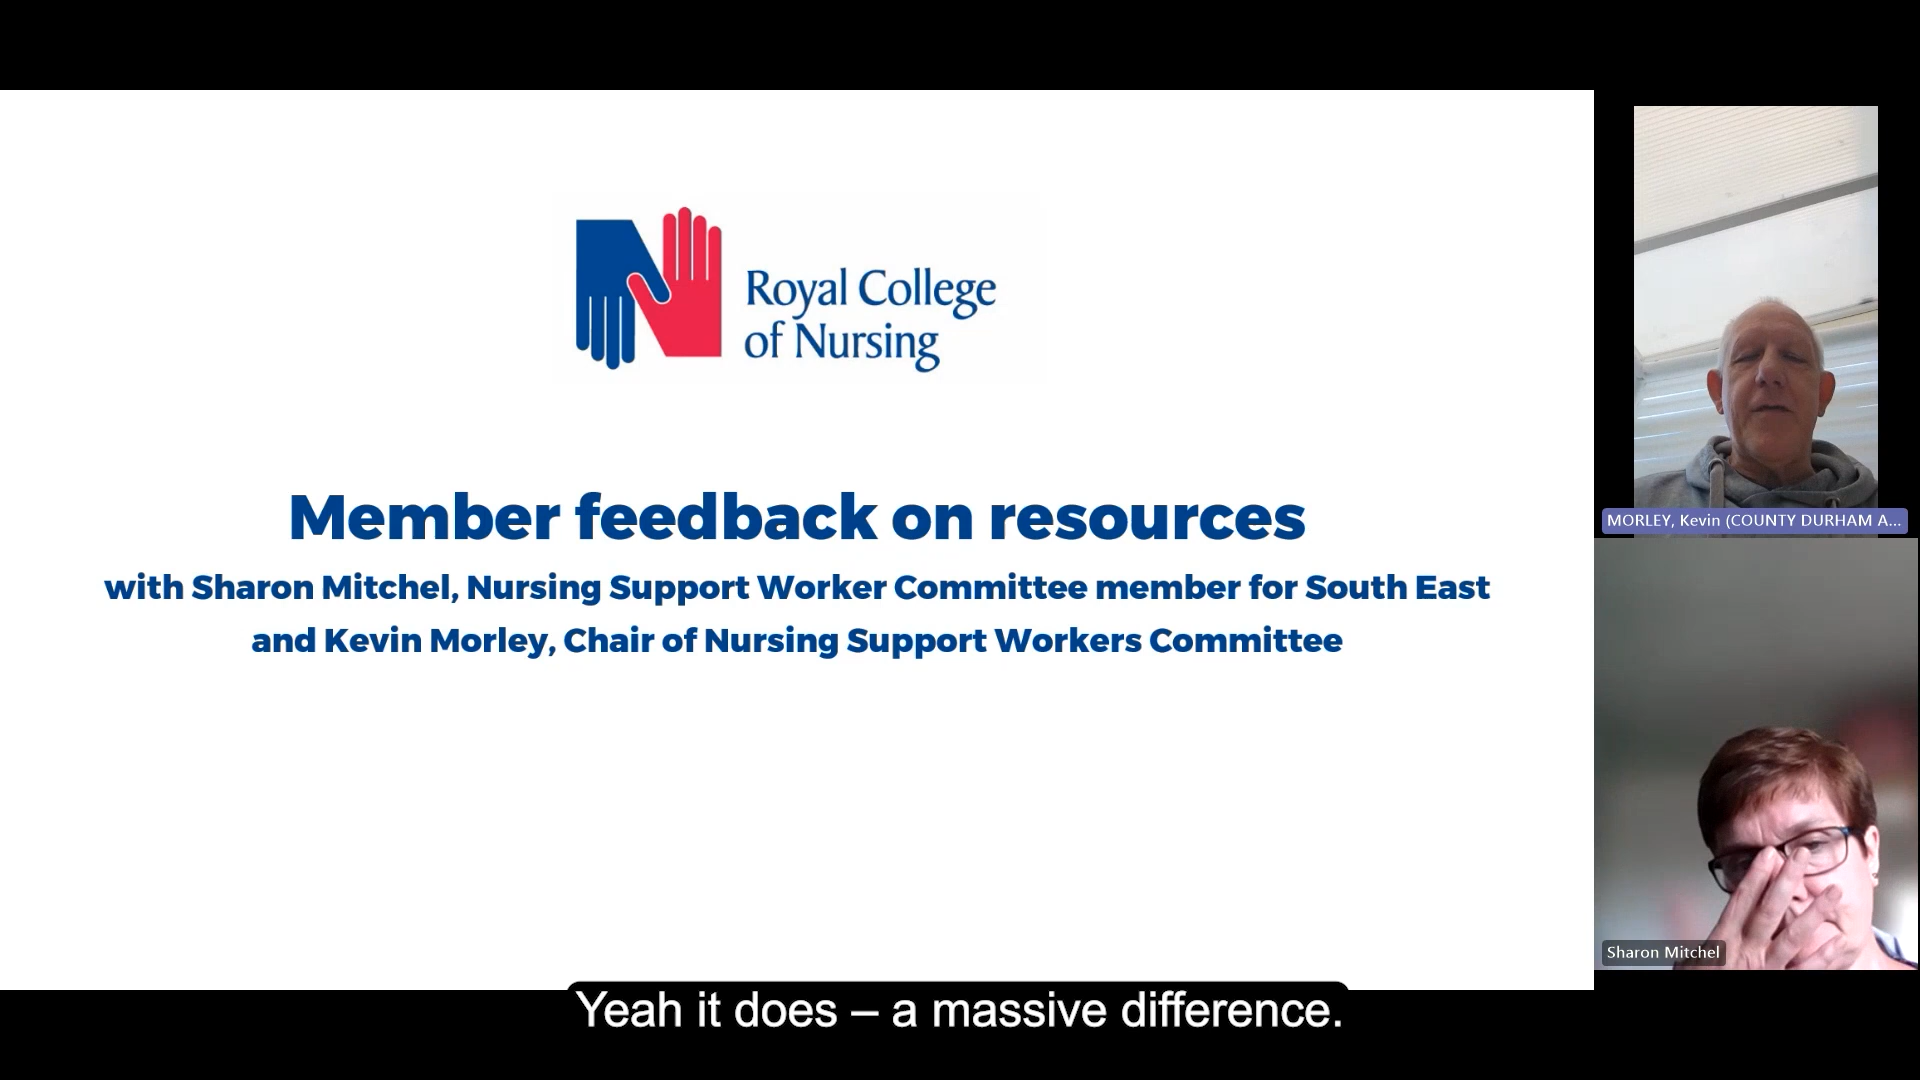 Royal College
of Nursing
Member feedback on resources
with Sharon Mitchel, Nursing Support Worker Committee member for South East
and Kevin Morley, Chair of Nursing Support Workers Committee
MORLEY, Kevin (COUNTY DURHAM A...
Sharon Mitchel
Yeah it does – a massive difference.